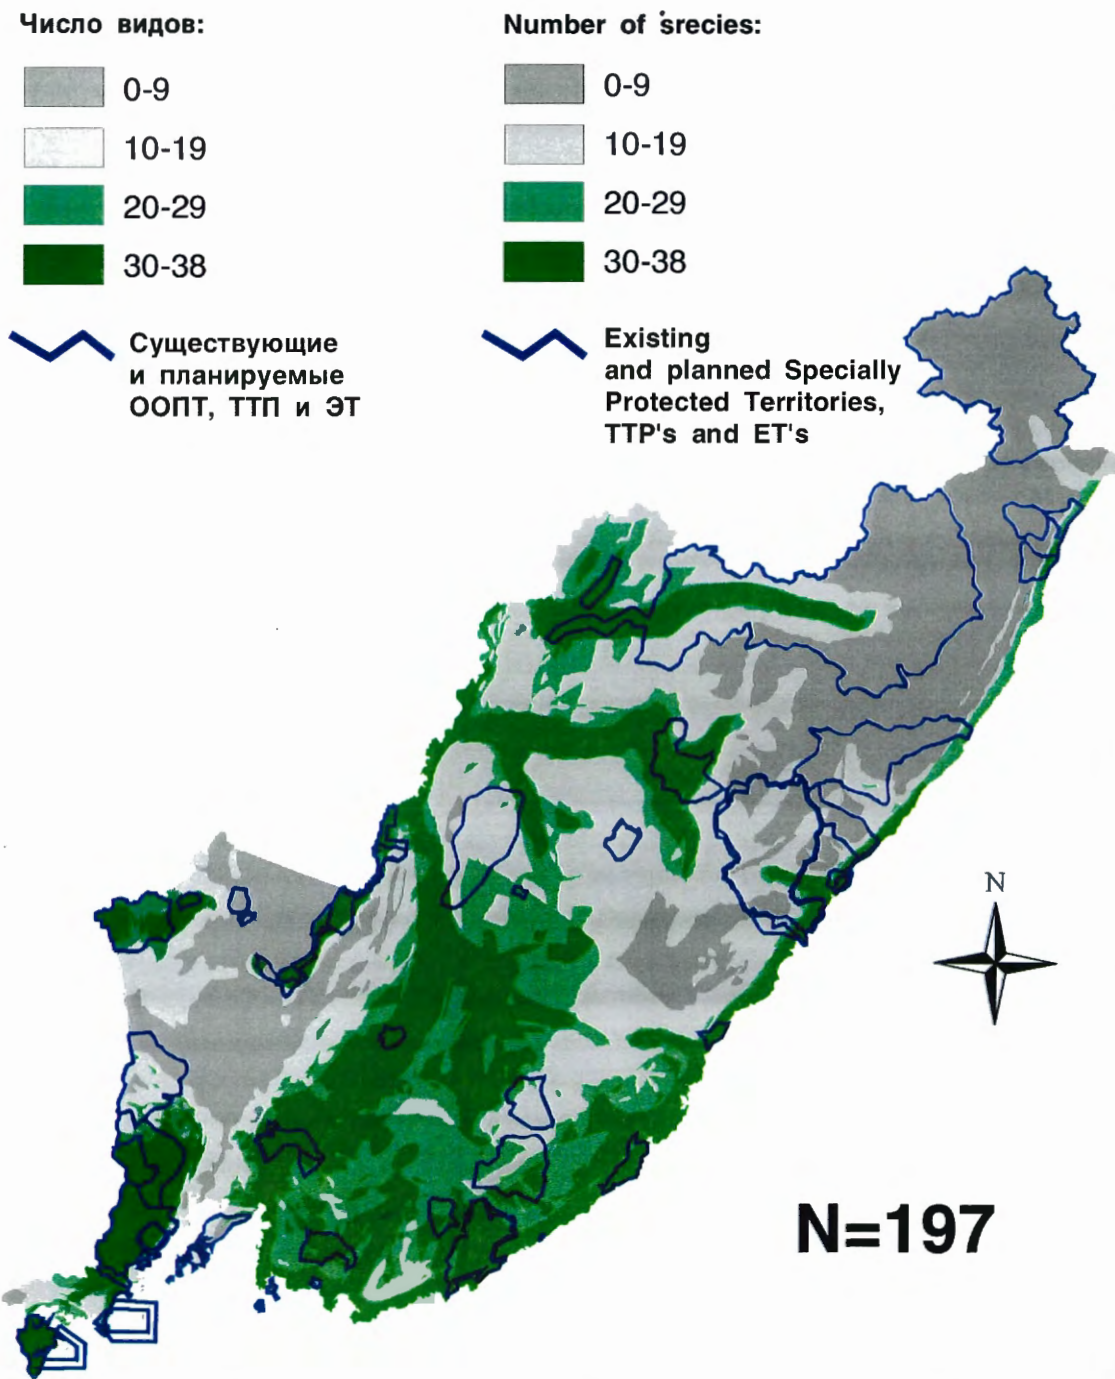 Число видов:
0-9
10-19
20-29
30-38
Существующие
и планируемые
ООПТ, ТТП и ЭТ
Number of srecies:
0-9
10-19
20-29
30-38
Existing
and planned Specially
Protected Territories,
TTP's and ET's
N
N=197